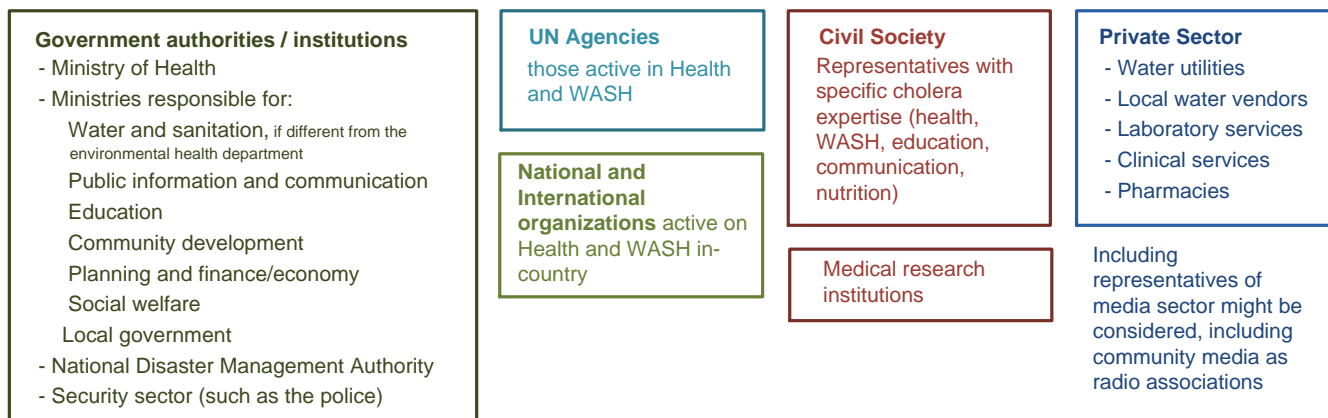 Government authorities / institutions
- Ministry of Health
- Ministries responsible for:
Water and sanitation, if different from the
environmental health department
Public information and communication
Education
Community development
Planning and finance/economy
Social welfare
Local government
- National Disaster Management Authority
- Security sector (such as the police)
UN Agencies
those active in Health
and WASH
National and
International
organizations active on
Health and WASH in-
country
Civil Society
Representatives with
specific cholera
expertise (health,
WASH, education,
communication,
nutrition)
Medical research
institutions
Private Sector
- Water utilities
- Local water vendors
- Laboratory services
- Clinical services
- Pharmacies
Including
representatives of
media sector might be
considered, including
community media as
radio associations